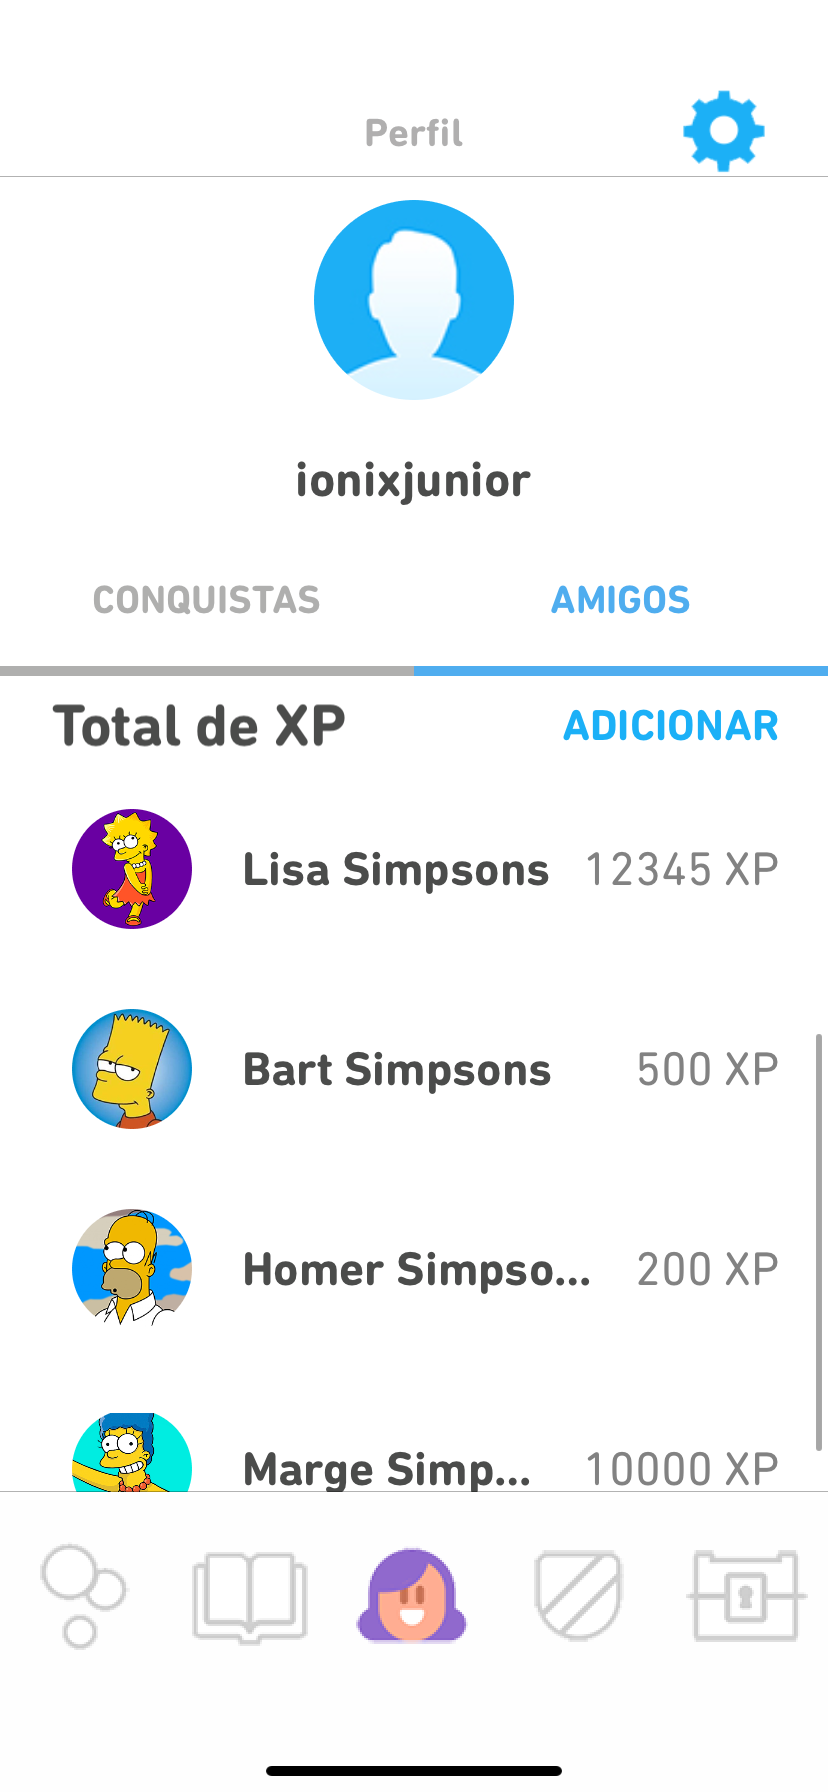 Perfil
ionixjunior
CONQUISTAS AMIGOS
Total de XP ADICIONAR
Lisa Simpsons 12345 XP
Bart Simpsons 500 XP
Homer Simpso... 200 XP
Marge Simp... 10000 XP